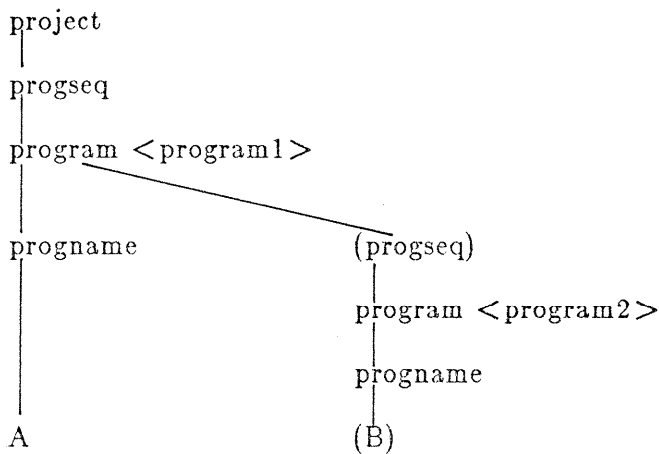 project
progseq
program <program1>
progname (progseq)
program <program2>
progname
A (B)